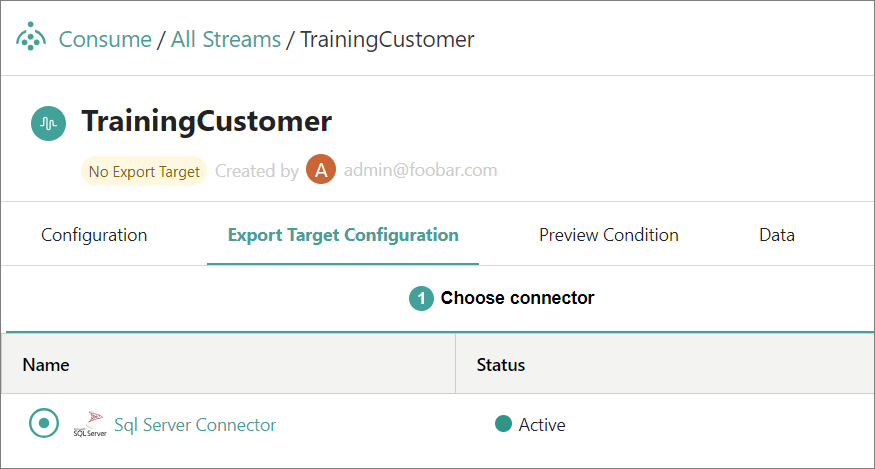 Consume / All Streams / TrainingCustomer
TrainingCustomer
No Export Target Created by A admin@foobar.com
Configuration Export Target Configuration Preview Condition Data
1 Choose connector
Name Status
SQL Server Sql Server Connector Active